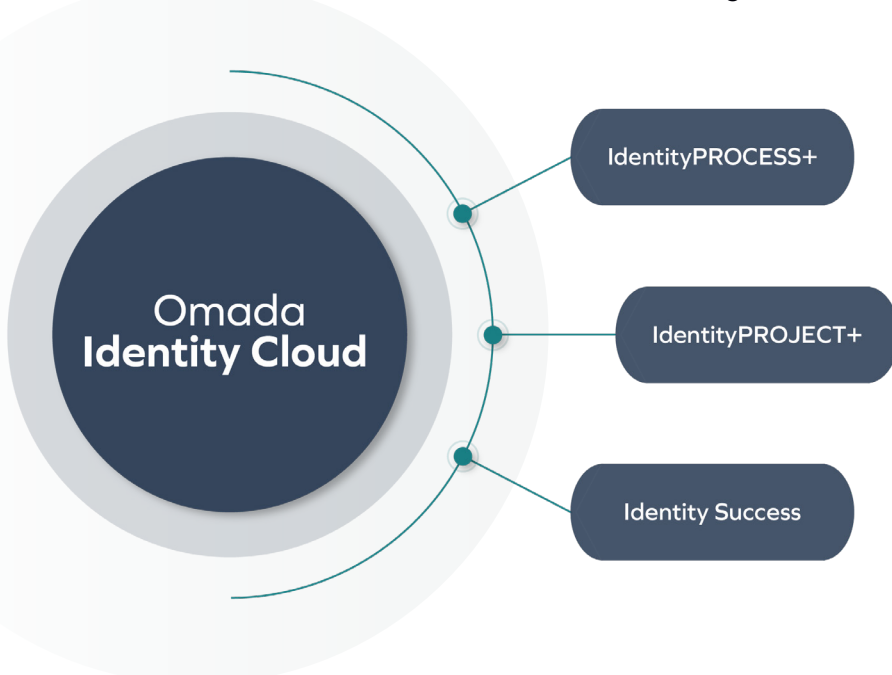 Omada
Identity Cloud
IdentityPROCESS+
IdentityPROJECT+
Identity Success